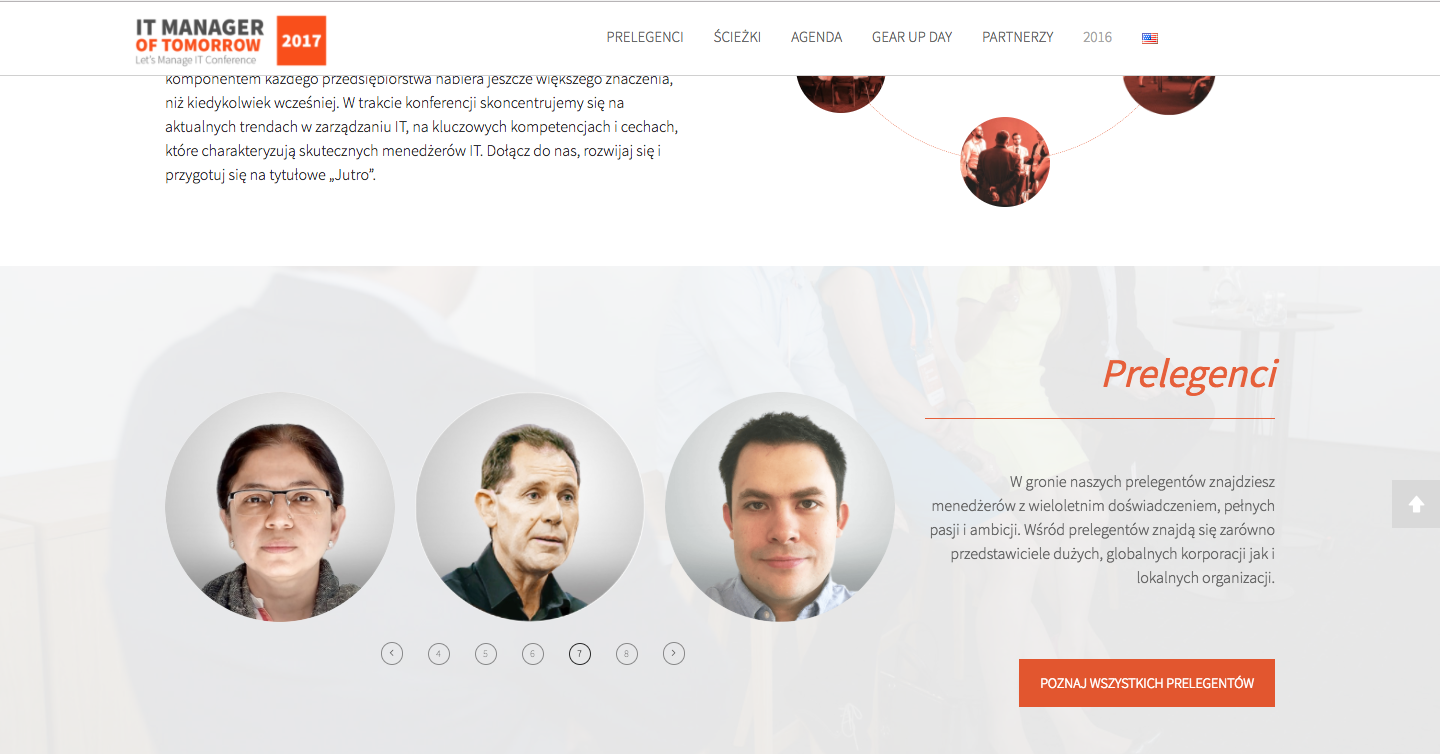 IT MANAGER
OF TOMORROW
Let's Manage IT Conference
2017
PRELEGENCI ŚCIEŻKI AGENDA GEAR UP DAY PARTNERZY 2016
komponentem każdego przedsiębiorstwa nabiera jeszcze większego znaczenia,
niż kiedykolwiek wcześniej. W trakcie konferencji skoncentrujemy się na
aktualnych trendach w zarządzaniu IT, na kluczowych kompetencjach i cechach,
które charakteryzują skutecznych menedżerów IT. Dołącz do nas, rozwijaj się i
przygotuj się na tytułowe „Jutro”.
Prelegenci
W gronie naszych prelegentów znajdziesz
menedżerów z wieloletnim doświadczeniem, pełnych
pasji i ambicji. Wśród prelegentów znajdą się zarówno
przedstawiciele dużych, globalnych korporacji jak i
lokalnych organizacji.
4 5 6 7 8
POZNAJ WSZYSTKICH PRELEGENTÓW